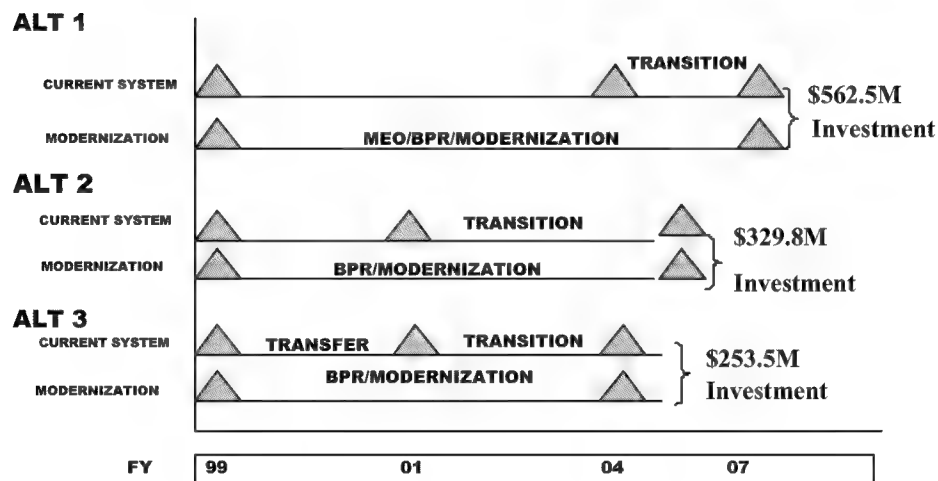 ALT 1
CURRENT SYSTEM
TRANSITION
MODERNIZATION
MEO/BPR/MODERNIZATION
$562.5M
Investment
ALT 2
CURRENT SYSTEM
TRANSITION
MODERNIZATION
BPR/MODERNIZATION
$329.8M
Investment
ALT 3
CURRENT SYSTEM
TRANSFER
TRANSITION
MODERNIZATION
BPR/MODERNIZATION
$253.5M
Investment
FY 99 01 04 07